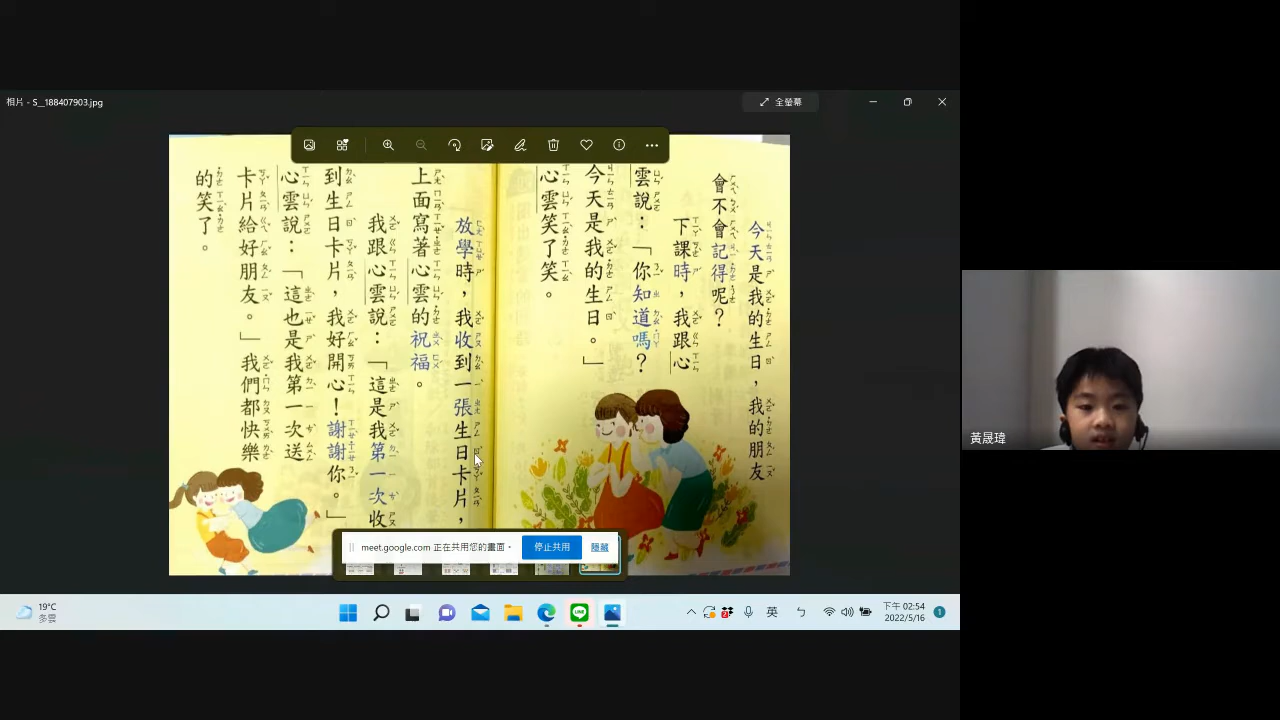 相片 - S__188407903.jpg
全螢幕
今天是我的生日，我的朋友
會不會記得呢？
下課時，我跟心
雲說：「你知道嗎？
今天是我的生日。」
心雲笑了笑。
放學時，我收到一張生日卡片，
上面寫著心雲的祝福。
我跟心雲說：「這是我第一次收
到生日卡片，我好開心！謝謝你。」
心雲說：「這也是我第一次送
卡片給好朋友。」我們都快樂
的笑了。
黃晟瑋
meet.google.com 正在共用您的畫面。
停止共用
隱藏
19°C
多雲
英
ㄅ
下午 02:54
2022/5/16
1